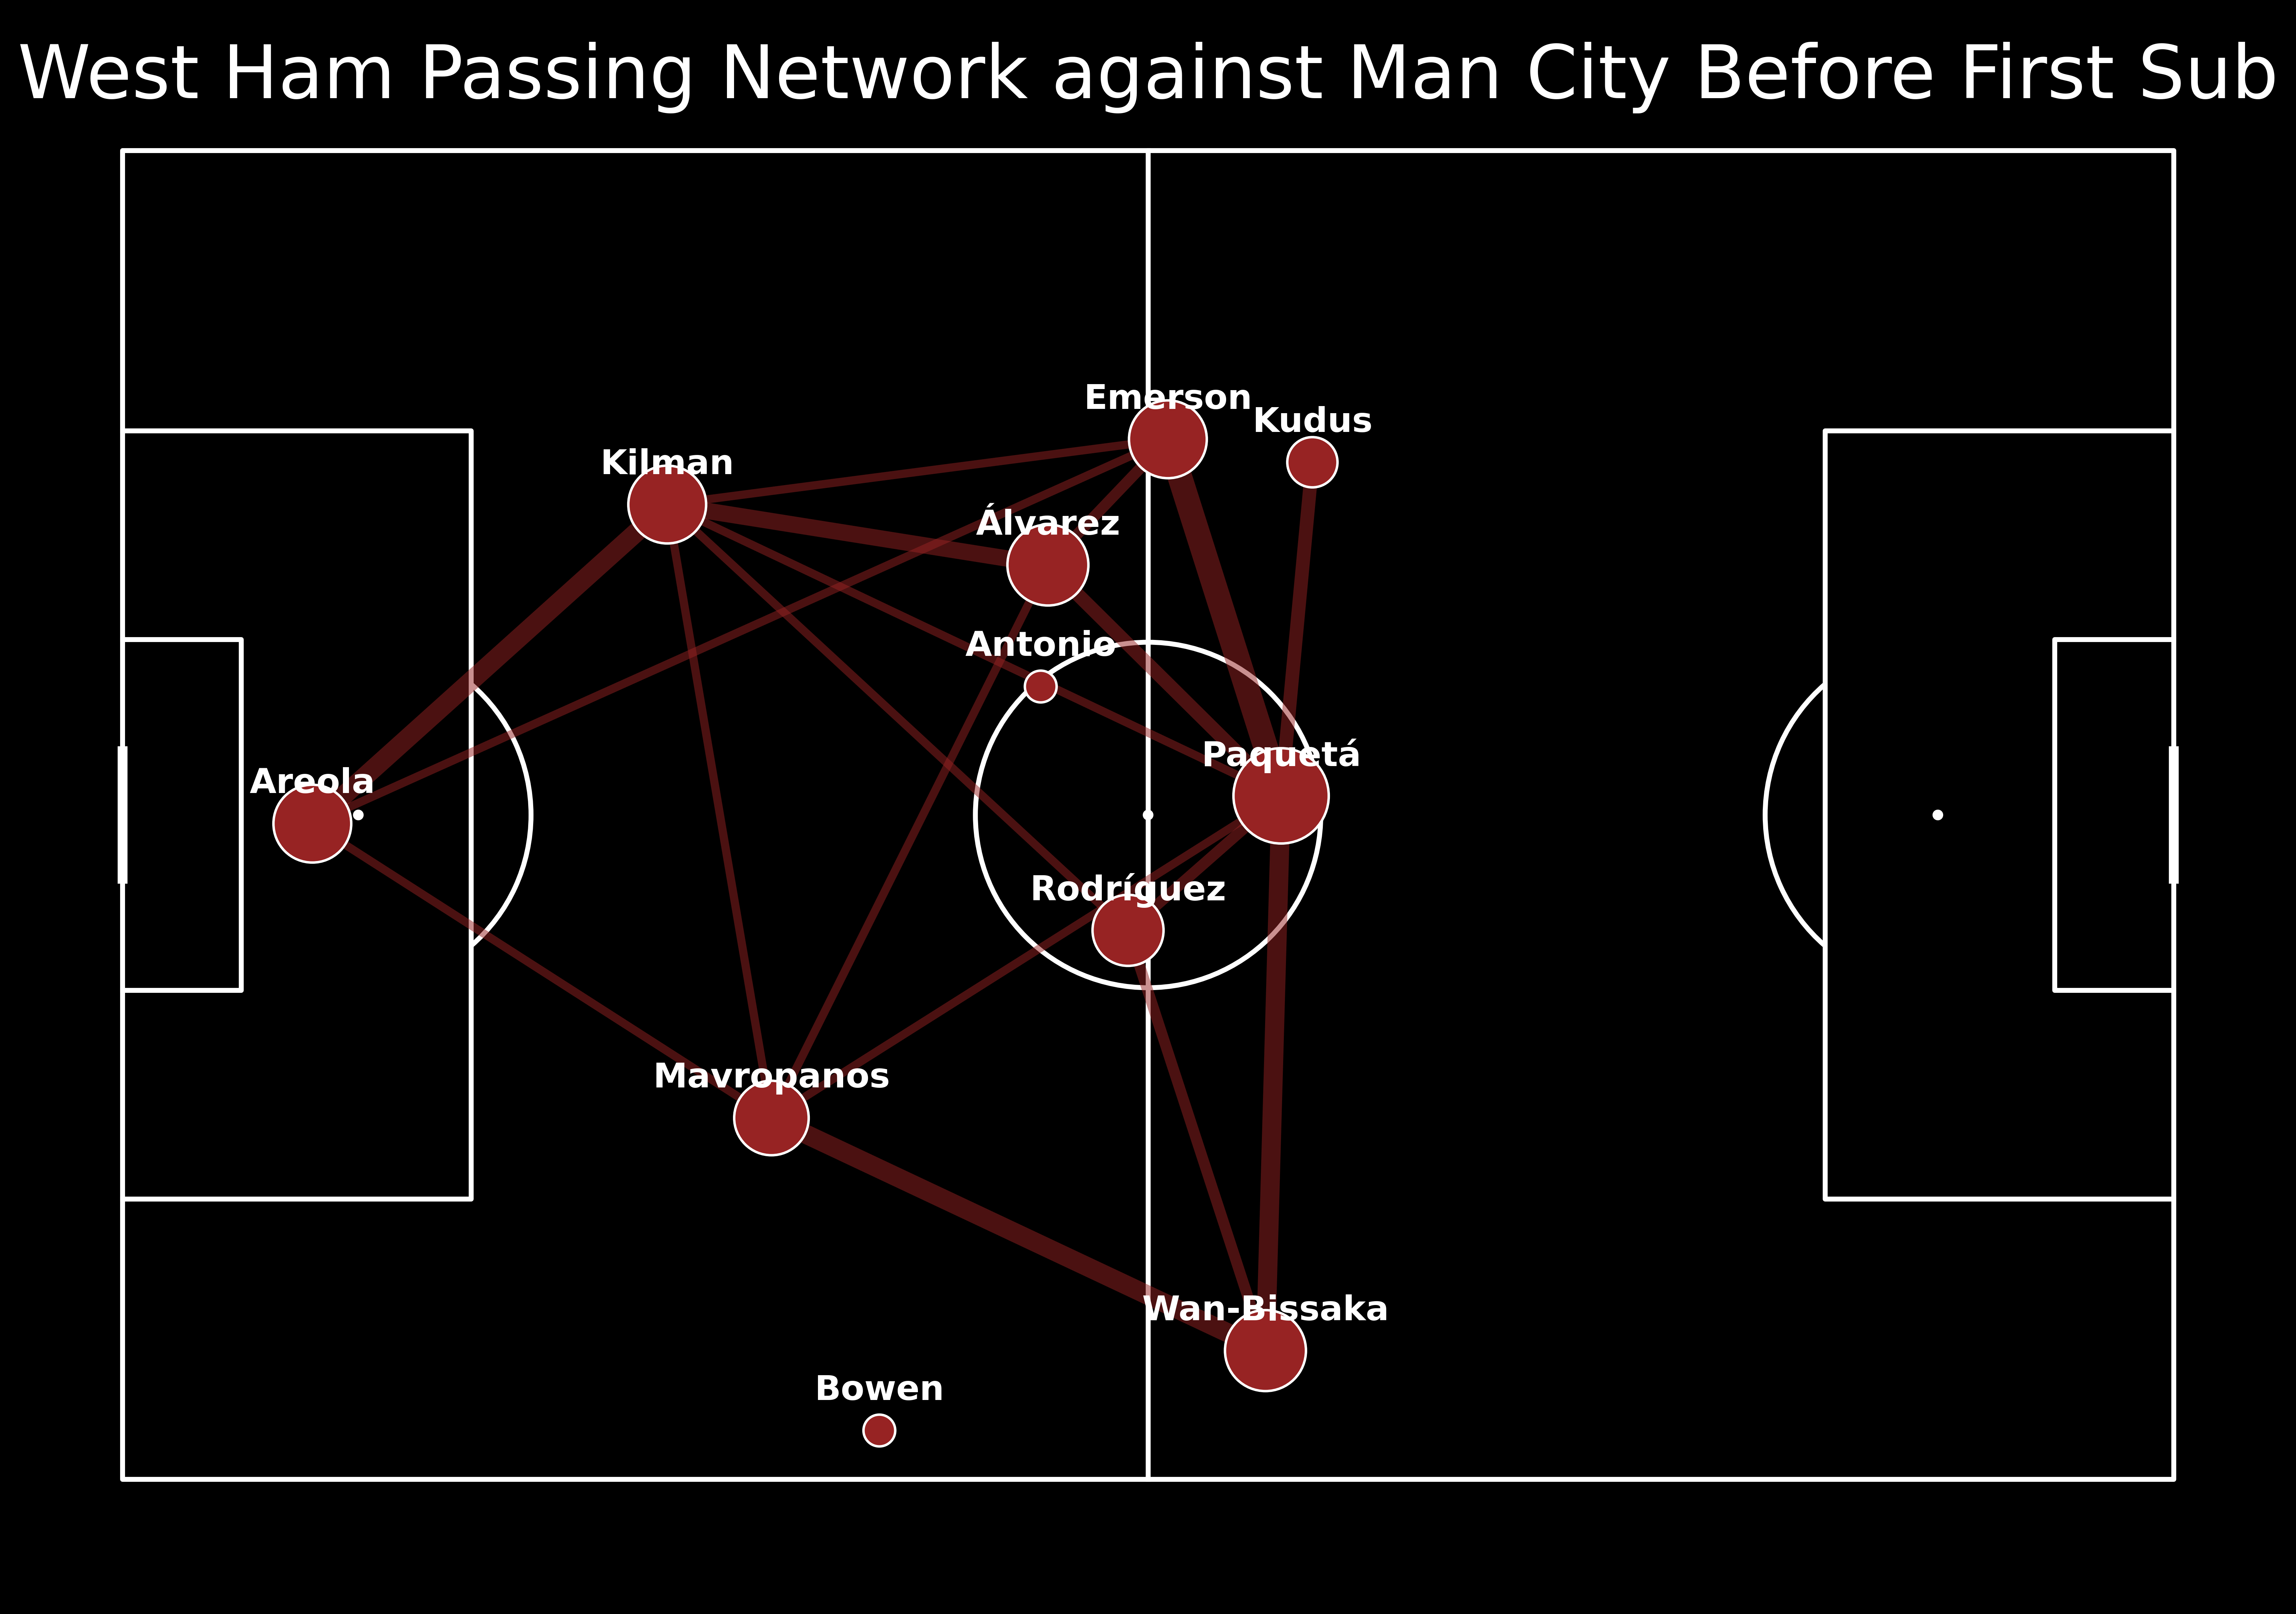 West Ham Passing Network against Man City Before First Sub
Emerson
Kudus
Kilman
Álvarez
Antonio
Paquetá
Areola
Rodríguez
Mavropanos
Wan-Bissaka
Bowen